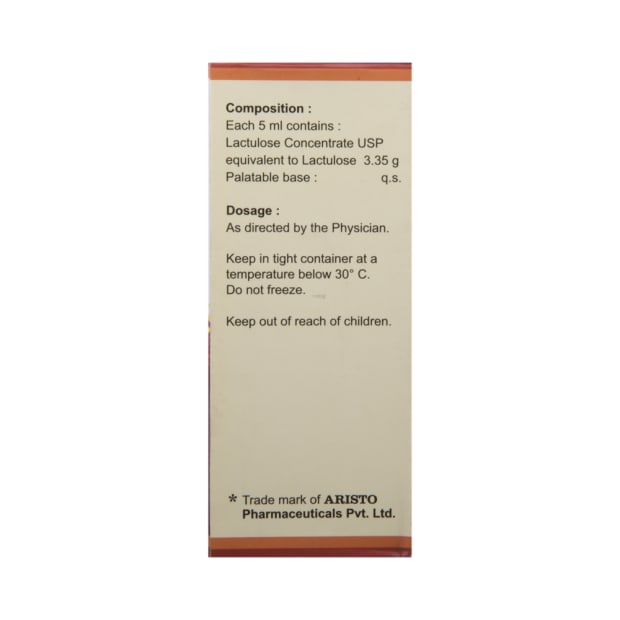 Composition :
Each 5 ml contains :
Lactulose Concentrate USP
equivalent to Lactulose 3.35 g
Palatable base : q.s.
Dosage :
As directed by the Physician.
Keep in tight container at a
temperature below 30° C.
Do not freeze.
Keep out of reach of children.
* Trade mark of ARISTO
Pharmaceuticals Pvt. Ltd.